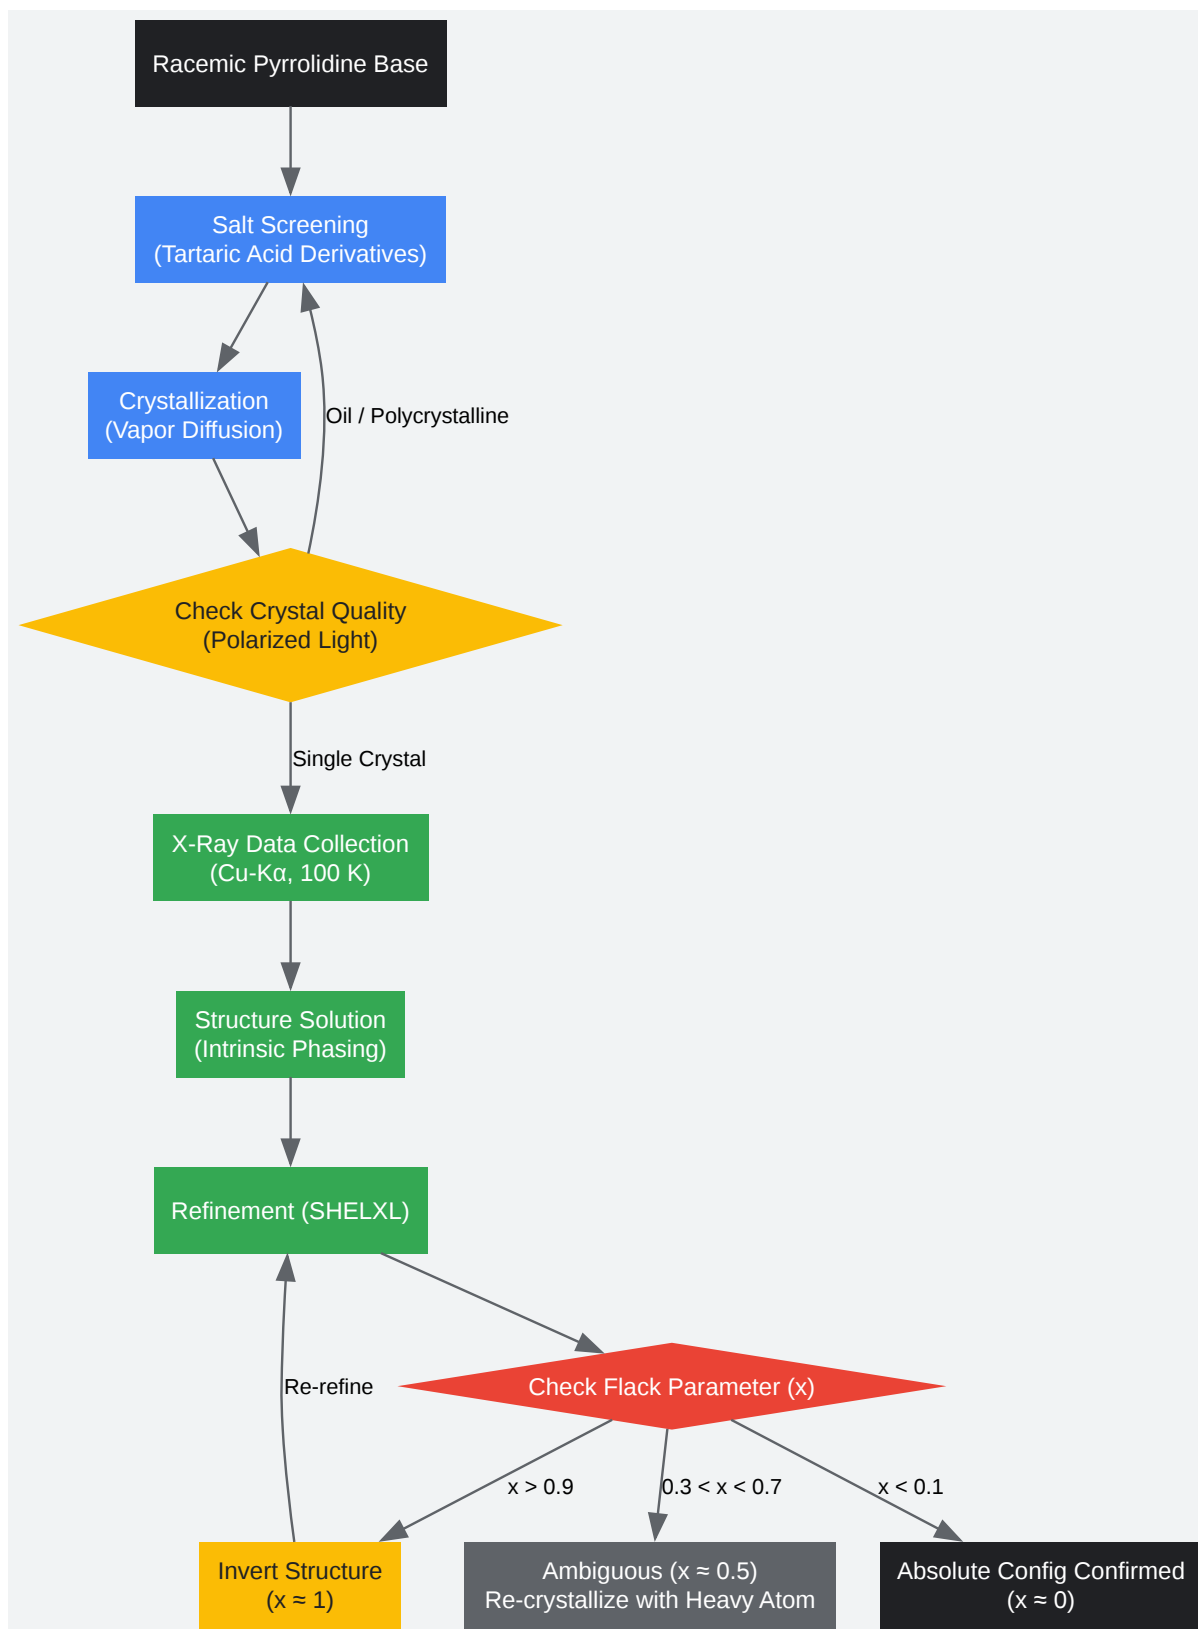 Racemic Pyrrolidine Base
Salt Screening
(Tartaric Acid Derivatives)
Crystallization
(Vapor Diffusion)
Oil / Polycrystalline
Check Crystal Quality
(Polarized Light)
Single Crystal
X-Ray Data Collection
(Cu-Kα, 100 K)
Structure Solution
(Intrinsic Phasing)
Refinement (SHELXL)
Re-refine
Check Flack Parameter (x)
x > 0.9
0.3 < x < 0.7
x < 0.1
Invert Structure
(x ≈ 1)
Ambiguous (x ≈ 0.5)
Re-crystallize with Heavy Atom
Absolute Config Confirmed
(x ≈ 0)